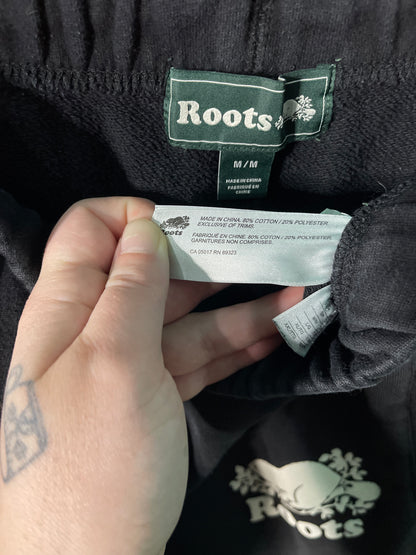 Roots
M/M
MADE IN CHINA
FABRIQUÉ EN
CHINE
MADE IN CHINA. 80% COTTON / 20% POLYESTER.
EXCLUSIVE OF TRIMS.
FABRIQUÉ EN CHINE. 80% COTON / 20% POLYESTER.
GARNITURES NON COMPRISES.
CA 05017 RN 69323
Roots
Roots